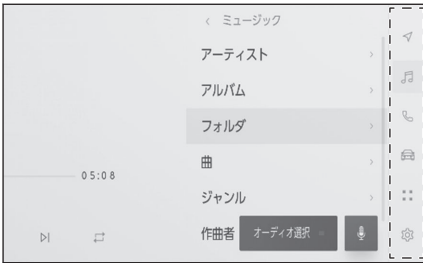 ミュージック
アーティスト
アルバム
フォルダ
曲
05:08
ジャンル
作曲者
オーディオ選択